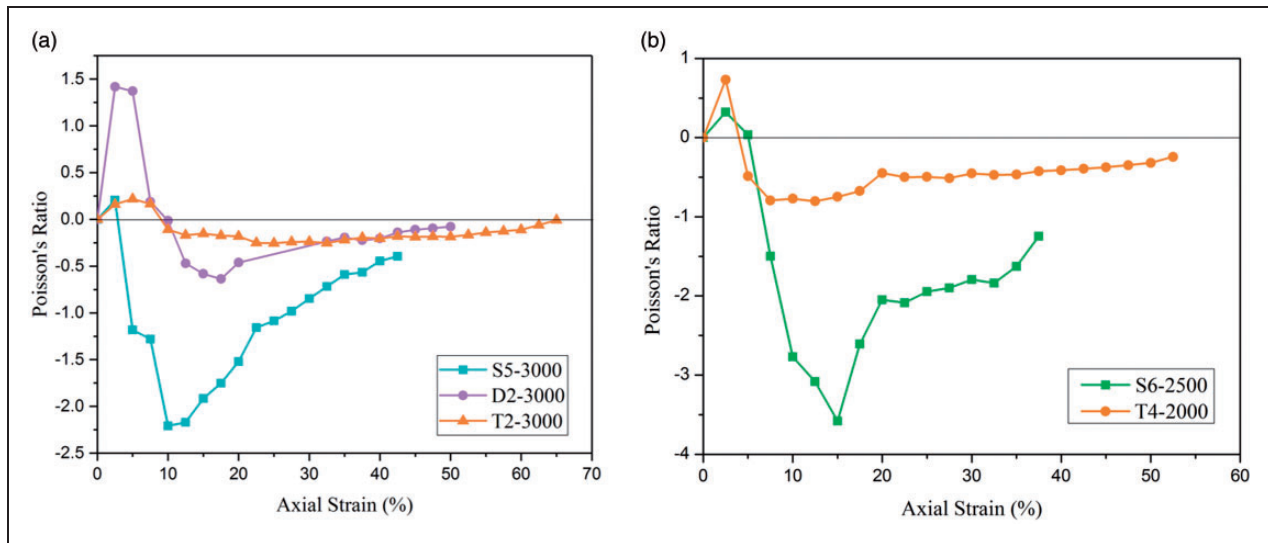 (a)
1.5
1.0
0.5
0.0
-0.5
-1.0
-1.5
-2.0
-2.5
Poisson's Ratio
0 10 20 30 40 50 60 70
Axial Strain (%)
S5-3000
D2-3000
T2-3000
(b)
1
0
-1
-2
-3
-4
Poisson's Ratio
0 10 20 30 40 50 60
Axial Strain (%)
S6-2500
T4-2000